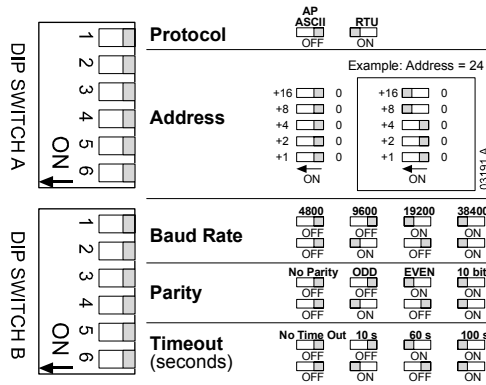 DIP SWITCH A
1
2
3
4
5
6
ON
Protocol
AP
ASCII RTU
OFF ON
Address
Example: Address = 24
+16 0 +16 0
+8 0 +8 0
+4 0 +4 0
+2 0 +2 0
+1 0 +1 0
ON ON
03191 A
DIP SWITCH B
1
2
3
4
5
6
ON
Baud Rate
4800 9600 19200 38400
OFF OFF ON ON
OFF ON OFF ON
Parity
No Parity ODD EVEN 10 bit
OFF OFF ON ON
OFF ON OFF ON
Timeout
(seconds)
No Time Out 10 s 60 s 100 s
OFF OFF ON ON
OFF ON OFF ON